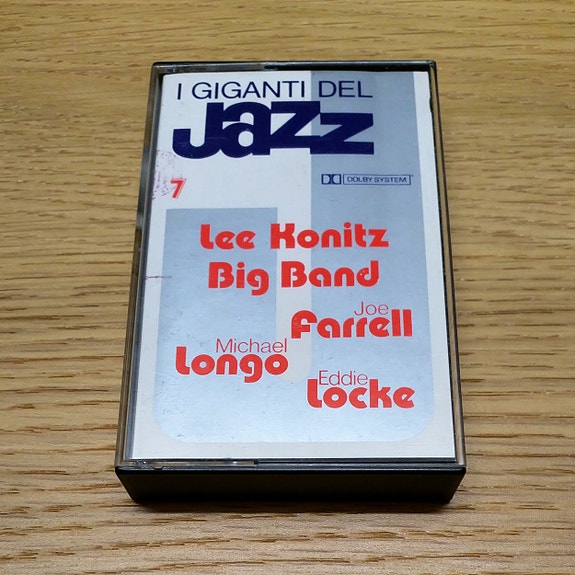 I GIGANTI DEL
Jazz
7
DOLBY SYSTEM
Lee Konitz
Big Band
Joe
Farrell
Michael
Longo
Eddie
Locke